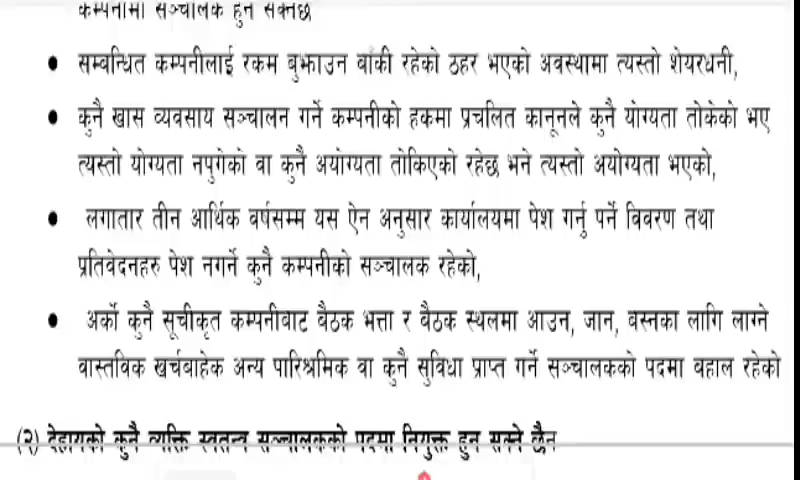 कम्पनीमा सञ्चालक हुन सक्नेछ
• सम्बन्धित कम्पनीलाई रकम बुझाउन बाँकी रहेको ठहर भएको अवस्थामा त्यस्तो शेयरधनी,
• कुनै खास व्यवसाय सञ्चालन गर्ने कम्पनीको हकमा प्रचलित कानूनले कुनै योग्यता तोकेको भए
त्यस्तो योग्यता नपुगेको वा कुनै अयोग्यता तोकिएको रहेछ भने त्यस्तो अयोग्यता भएको,
• लगातार तीन आर्थिक वर्षसम्म यस ऐन अनुसार कार्यालयमा पेश गर्नु पर्ने विवरण तथा
प्रतिवेदनहरु पेश नगर्ने कुनै कम्पनीको सञ्चालक रहेको,
• अर्को कुनै सूचीकृत कम्पनीबाट बैठक भत्ता र बैठक स्थलमा आउन, जान, बस्नका लागि लाग्ने
वास्तविक खर्चबाहेक अन्य पारिश्रमिक वा कुनै सुविधा प्राप्त गर्ने सञ्चालकको पदमा बहाल रहेको
(२) देहायको कुनै व्यक्ति स्वतन्त्र सञ्चालकको पदमा नियुक्त हुन सक्ने छैन